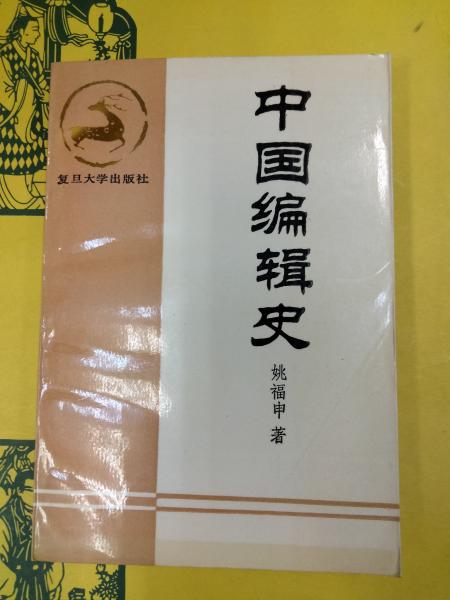 复旦大学出版社
中国编辑史
姚福申 著